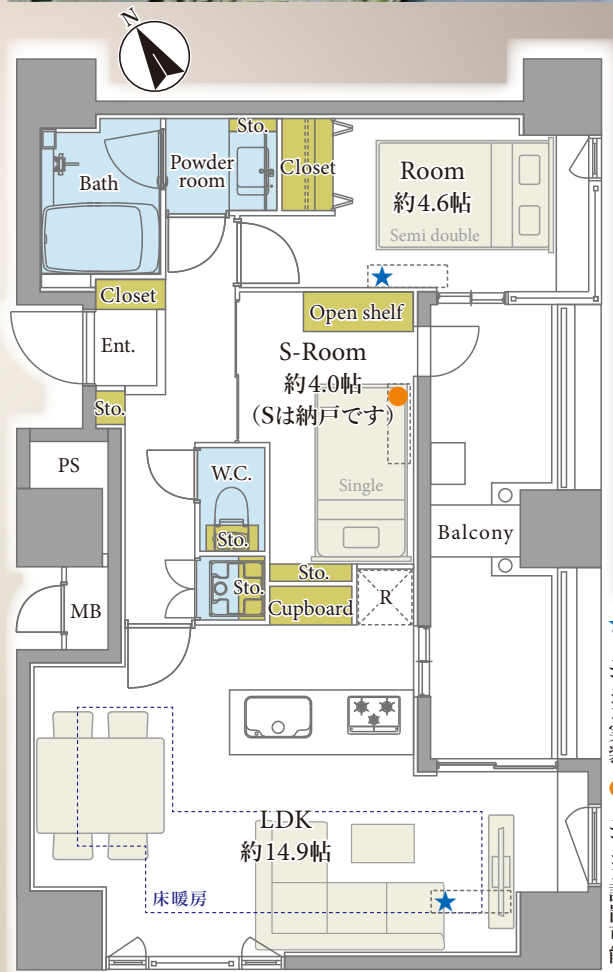 N
Sto.
Bath
Powder
room
Closet
Room
約4.6帖
Semi double
★
Closet
Open shelf
Ent.
S-Room
約4.0帖
(Sは納戸です)
Sto.
PS
W.C.
Single
Sto.
Balcony
Sto.
Sto.
MB
Cupboard
R
LDK
約14.9帖
床暖房
★
★